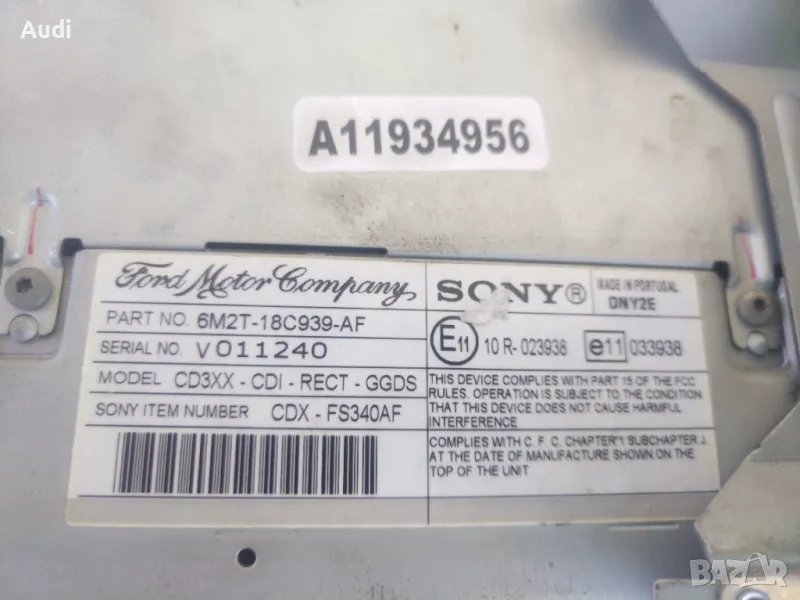 Audi
A11934956
Ford Motor Company
PART NO. 6M2T-18C939-AF
SERIAL NO. V011240
MODEL CD3XX - CDI - RECT - GGDS
SONY ITEM NUMBER CDX - FS340AF
SONY®
MADE IN PORTUGAL
DNY2E
E11 10 R- 023938 e11 033938
THIS DEVICE COMPLIES WITH PART 15 OF THE FCC
RULES. OPERATION IS SUBJECT TO THE CONDITION
THAT THIS DEVICE DOES NOT CAUSE HARMFUL
INTERFERENCE
COMPLIES WITH C. F. C. CHAPTER 1 SUBCHAPTER J.
AT THE DATE OF MANUFACTURE SHOWN ON THE
TOP OF THE UNIT
BAZAR